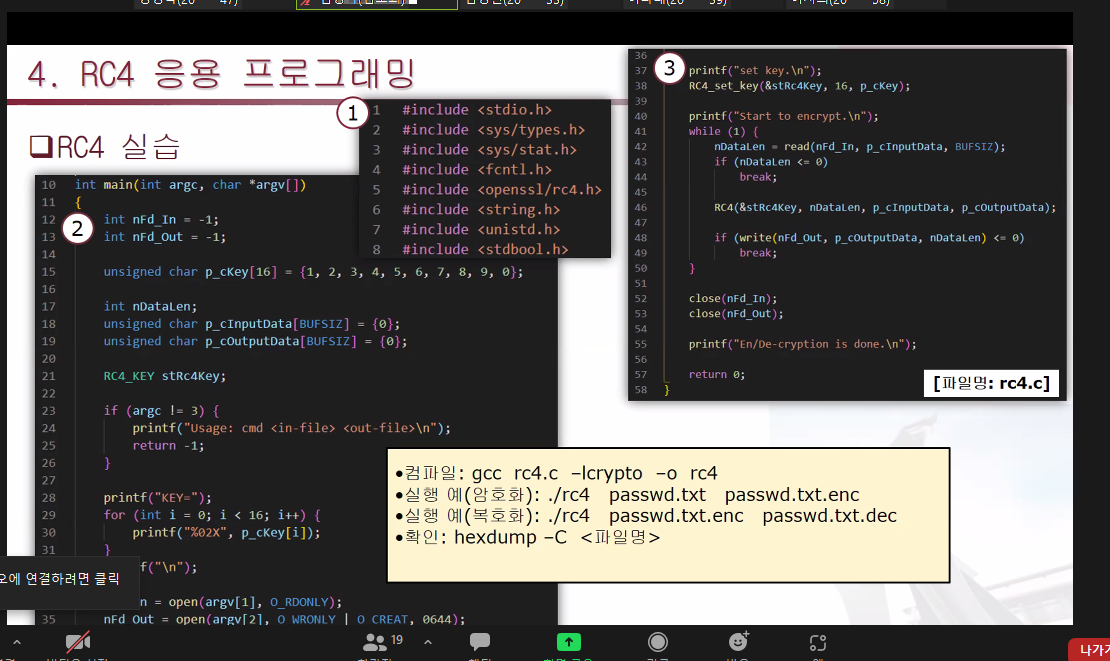 4. RC4 응용 프로그래밍
❑RC4 실습
1
1 #include <stdio.h>
2 #include <sys/types.h>
3 #include <sys/stat.h>
4 #include <fcntl.h>
5 #include <openssl/rc4.h>
6 #include <string.h>
7 #include <unistd.h>
8 #include <stdbool.h>
2
10 int main(int argc, char *argv[])
11 {
12 int nFd_In = -1;
13 int nFd_Out = -1;
14
15 unsigned char p_cKey[16] = {1, 2, 3, 4, 5, 6, 7, 8, 9, 0};
16
17 int nDataLen;
18 unsigned char p_cInputData[BUFSIZ] = {0};
19 unsigned char p_cOutputData[BUFSIZ] = {0};
20
21 RC4_KEY stRc4Key;
22
23 if (argc != 3) {
24 printf("Usage: cmd <in-file> <out-file>\n");
25 return -1;
26 }
27
28 printf("KEY=");
29 for (int i = 0; i < 16; i++) {
30 printf("%02X", p_cKey[i]);
31 }
f("\n");
n = open(argv[1], O_RDONLY);
35 nFd_Out = open(argv[2], O_WRONLY | O_CREAT, 0644);
3
36
37 printf("set key.\n");
38 RC4_set_key(&stRc4Key, 16, p_cKey);
39
40 printf("Start to encrypt.\n");
41 while (1) {
42 nDataLen = read(nFd_In, p_cInputData, BUFSIZ);
43 if (nDataLen <= 0)
44 break;
45
46 RC4(&stRc4Key, nDataLen, p_cInputData, p_cOutputData);
47
48 if (write(nFd_Out, p_cOutputData, nDataLen) <= 0)
49 break;
50 }
51
52 close(nFd_In);
53 close(nFd_Out);
54
55 printf("En/De-cryption is done.\n");
56
57 return 0;
58 }
[파일명: rc4.c]
●컴파일: gcc rc4.c –lcrypto –o rc4
●실행 예(암호화): ./rc4 passwd.txt passwd.txt.enc
●실행 예(복호화): ./rc4 passwd.txt.enc passwd.txt.dec
●확인: hexdump –C <파일명>
오에 연결하려면 클릭
19
나가기